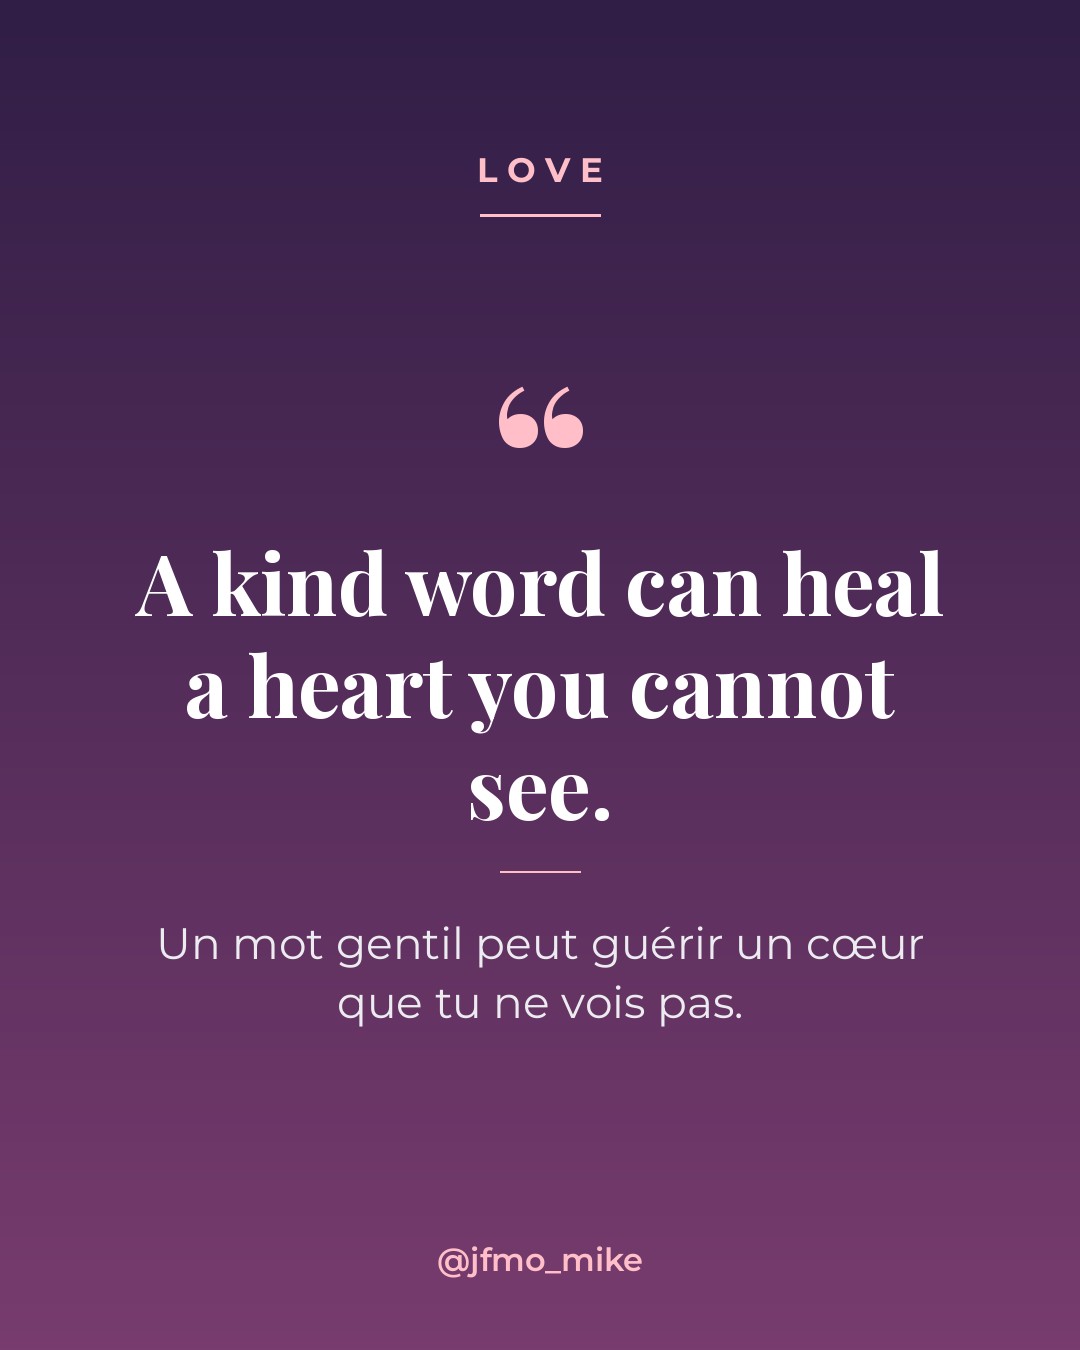 LOVE
“
A kind word can heal
a heart you cannot
see.
Un mot gentil peut guérir un cœur
que tu ne vois pas.
@jfmo_mike